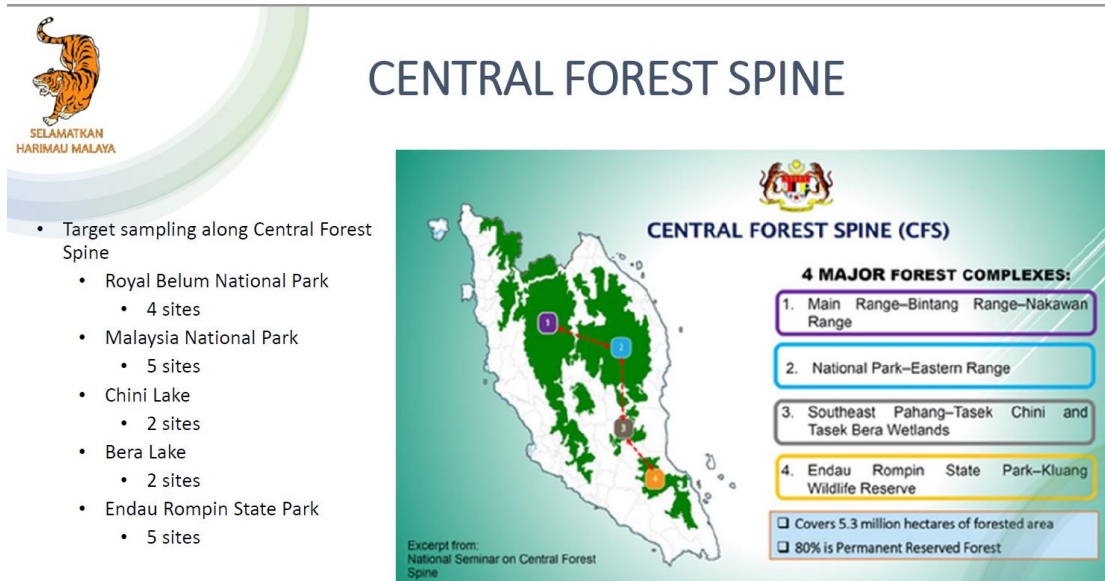 SELAMATKAN
HARIMAU MALAYA
CENTRAL FOREST SPINE
• Target sampling along Central Forest
Spine
• Royal Belum National Park
• 4 sites
• Malaysia National Park
• 5 sites
• Chini Lake
• 2 sites
• Bera Lake
• 2 sites
• Endau Rompin State Park
• 5 sites
CENTRAL FOREST SPINE (CFS)
4 MAJOR FOREST COMPLEXES:
1. Main Range–Bintang Range–Nakawan
Range
2. National Park–Eastern Range
3. Southeast Pahang–Tasek Chini and
Tasek Bera Wetlands
4. Endau Rompin State Park–Kluang
Wildlife Reserve
❑ Covers 5.3 million hectares of forested area
❑ 80% is Permanent Reserved Forest
1
2
3
4
Excerpt from:
National Seminar on Central Forest
Spine